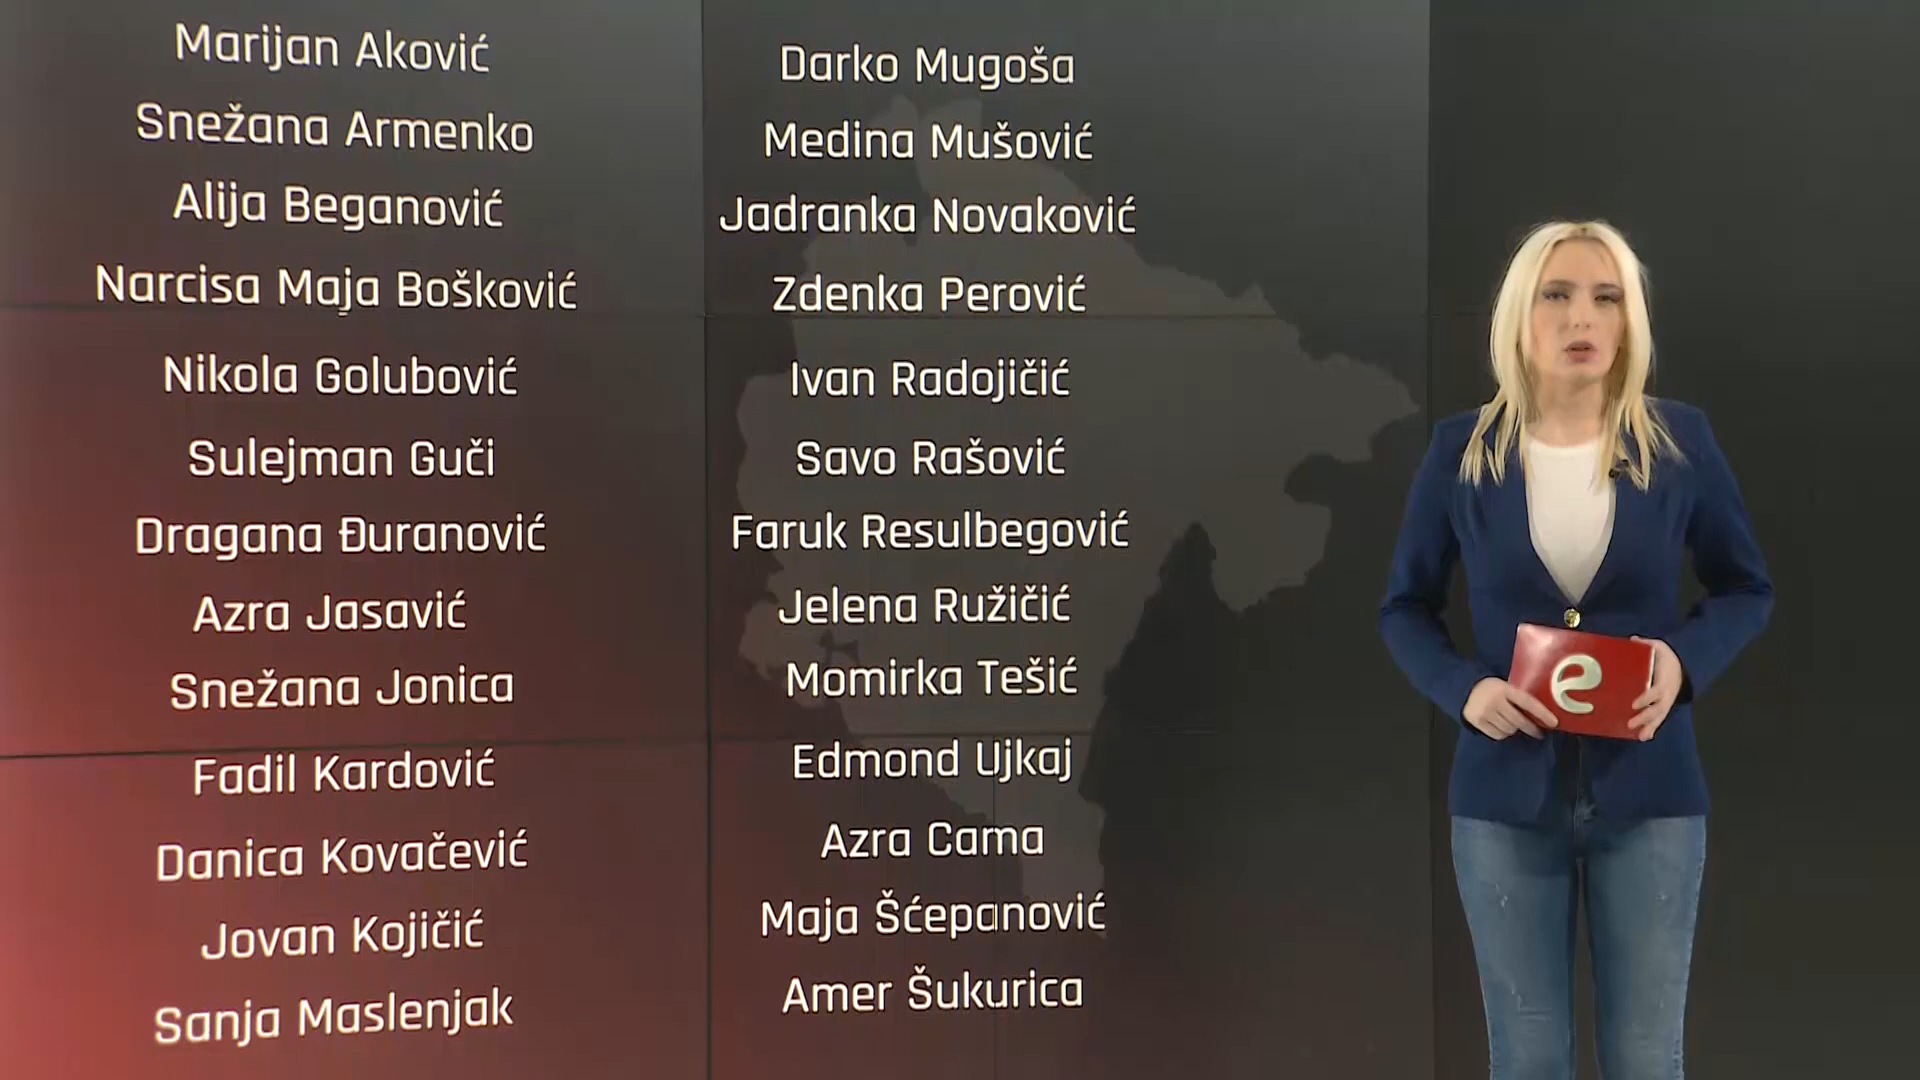 Marijan Aković
Snežana Armenko
Alija Beganović
Narcisa Maja Bošković
Nikola Golubović
Sulejman Guči
Dragana Đuranović
Azra Jasavić
Snežana Jonica
Fadil Kardović
Danica Kovačević
Jovan Kojičić
Sanja Maslenjak
Darko Mugoša
Medina Mušović
Jadranka Novaković
Zdenka Perović
Ivan Radojičić
Savo Rašović
Faruk Resulbegović
Jelena Ružičić
Momirka Tešić
Edmond Ujkaj
Azra Cama
Maja Šćepanović
Amer Šukurica
e